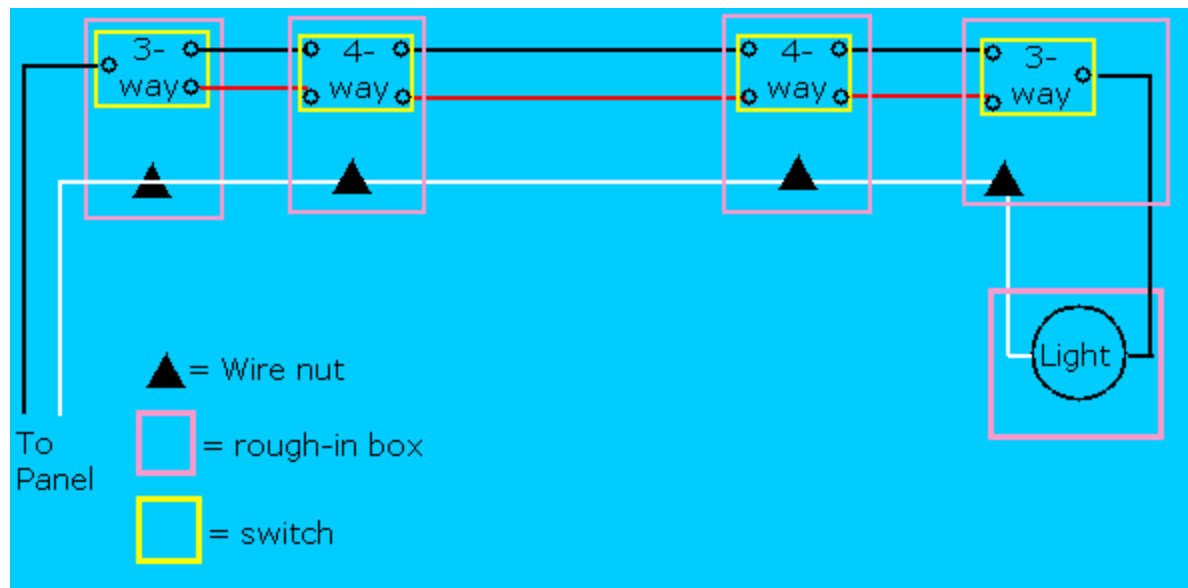 3-
way
4-
way
4-
way
3-
way
Light
= Wire nut
= rough-in box
= switch
To
Panel